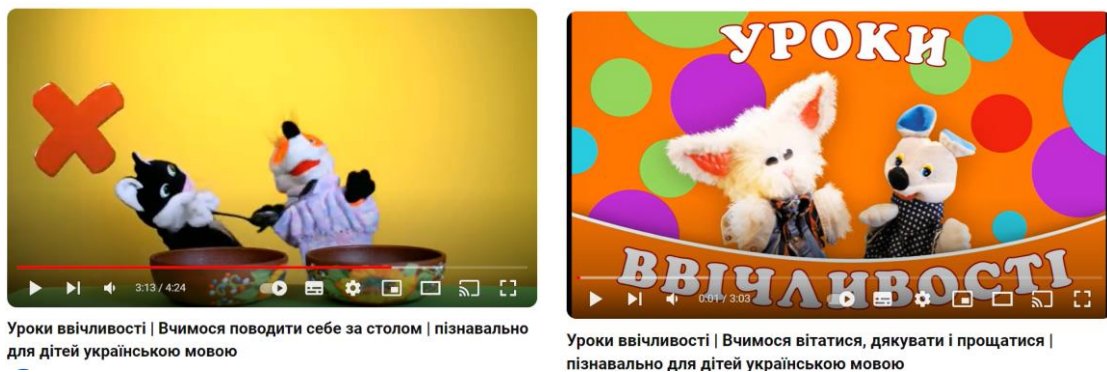 3:13 / 4:24
Уроки ввічливості | Вчимося поводити себе за столом | пізнавально
для дітей українською мовою
УРОКИ
ВВІЧЛИВОСТІ
0:01 / 3:03
Уроки ввічливості | Вчимося вітатися, дякувати і прощатися |
пізнавально для дітей українською мовою